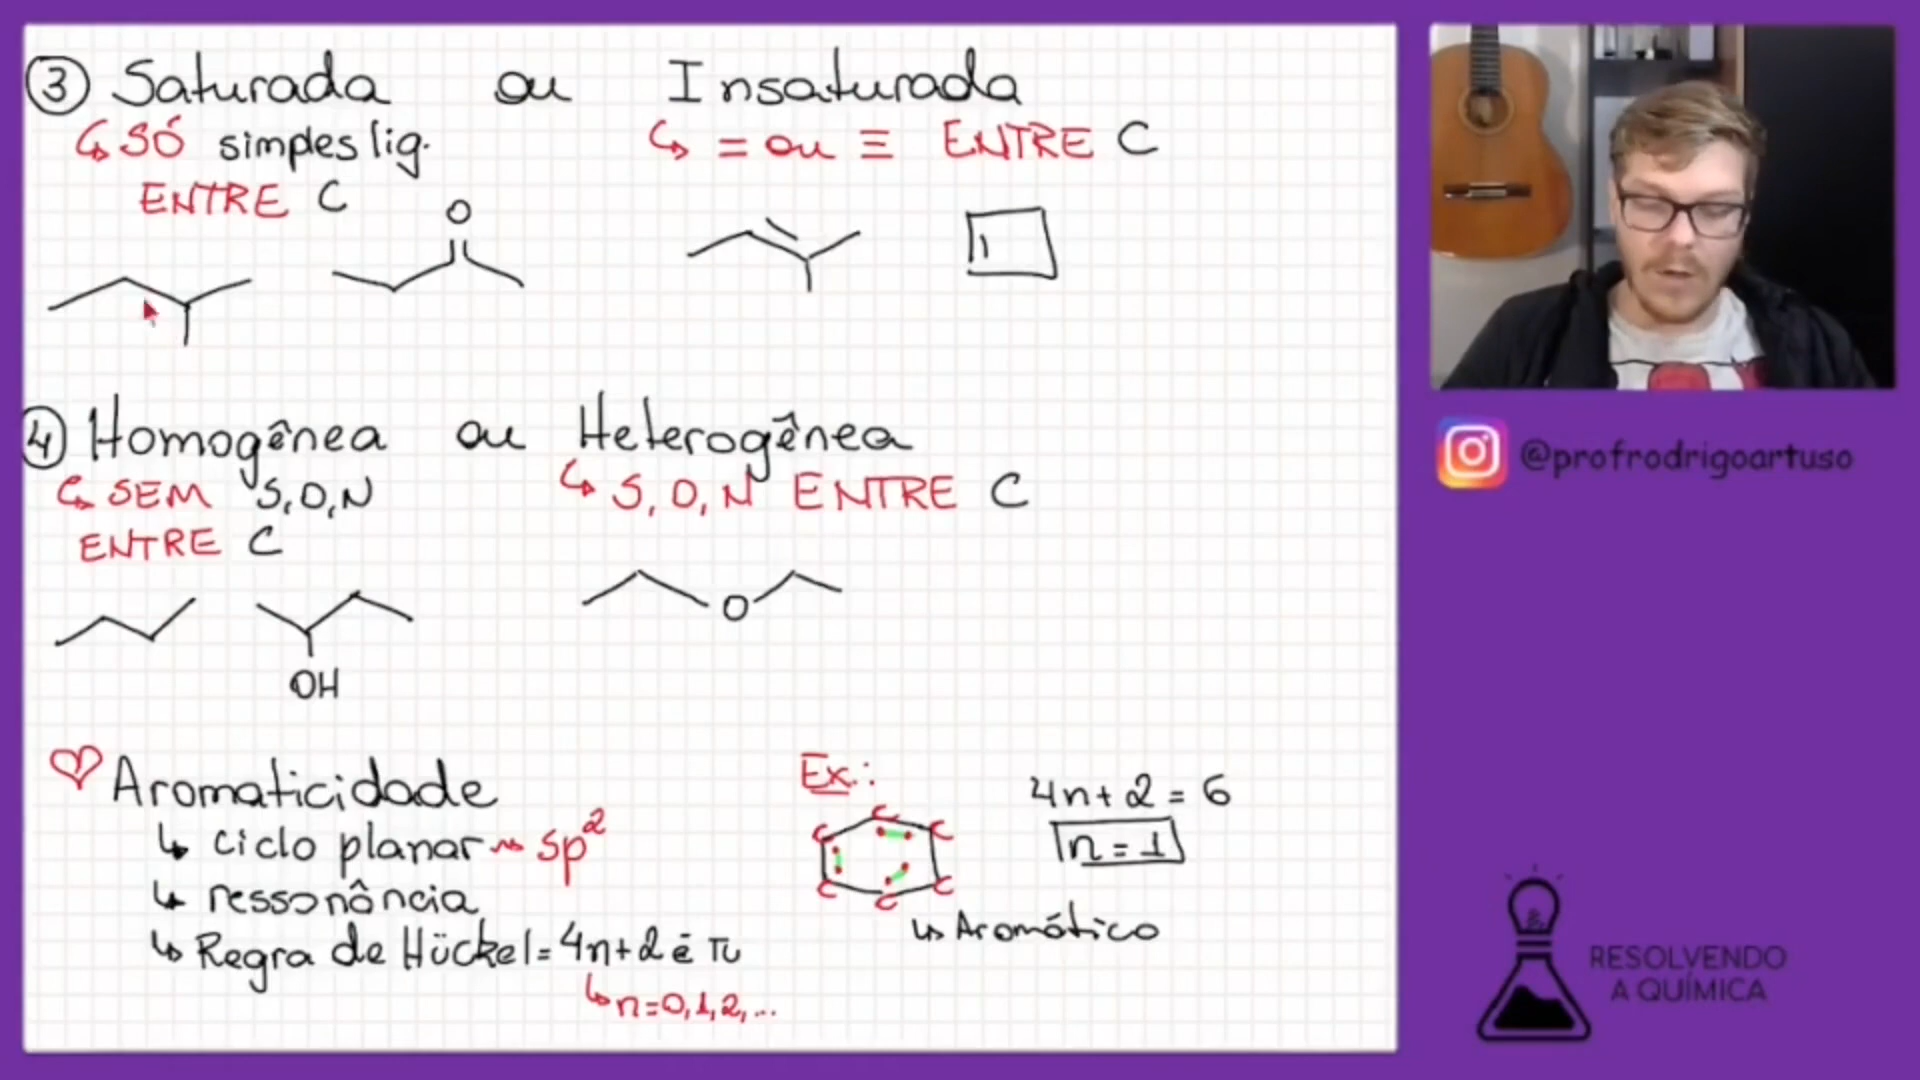 ③ Saturada ou Insaturada
↳ SÓ simples lig. ↳ = ou ≡ ENTRE C
ENTRE C
O
④ Homogênea ou Heterogênea
↳ SEM S, O, N ↳ S, O, N ENTRE C
ENTRE C
O
OH
♡ Aromaticidade
↳ ciclo planar ⇝ sp²
↳ ressonância
↳ Regra de Hückel = 4n+2 ē π
↳ n=0,1,2,...
Ex.:
C C C C C C
4n+2 = 6
n = 1
↳ Aromático
@profrodrigoartuso
RESOLVENDO
A QUÍMICA